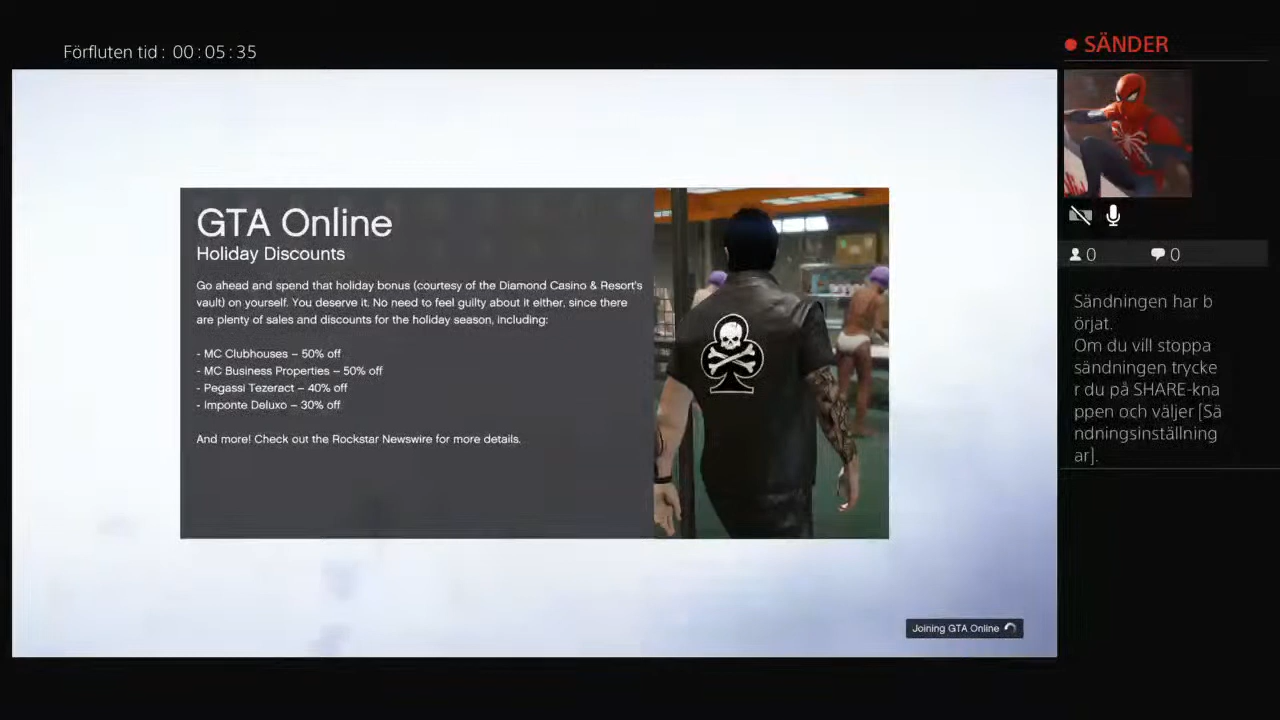 Förfluten tid : 00:05:35
SÄNDER
GTA Online
Holiday Discounts
Go ahead and spend that holiday bonus (courtesy of the Diamond Casino & Resort's
vault) on yourself. You deserve it. No need to feel guilty about it either, since there
are plenty of sales and discounts for the holiday season, including:
- MC Clubhouses – 50% off
- MC Business Properties – 50% off
- Pegassi Tezeract – 40% off
- Imponte Deluxo – 30% off
And more! Check out the Rockstar Newswire for more details.
Joining GTA Online
0 0
Sändningen har b
örjat.
Om du vill stoppa
sändningen trycke
r du på SHARE-kna
ppen och väljer [Sä
ndningsinställning
ar].